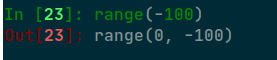 In [23]: range(-100)
Out[23]: range(0, -100)